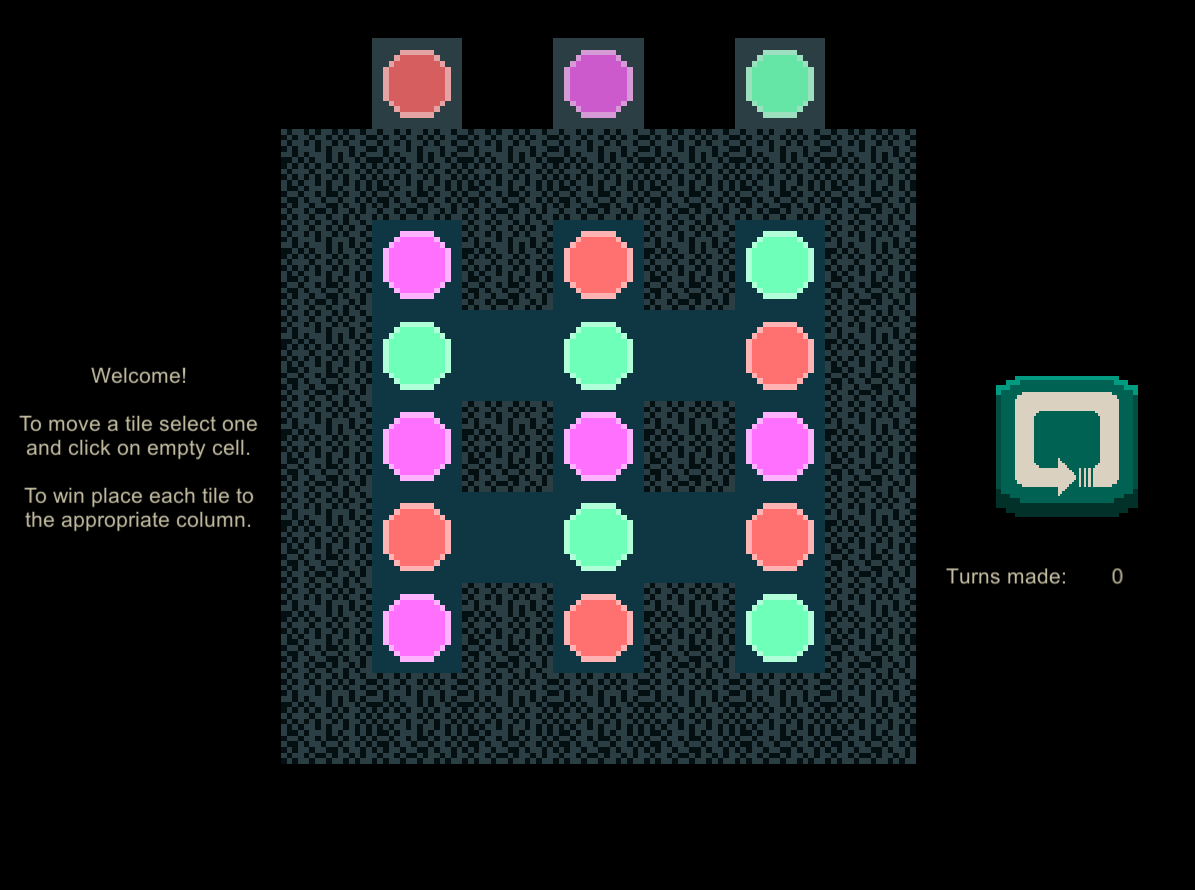 Welcome!
To move a tile select one
and click on empty cell.
To win place each tile to
the appropriate column.
Turns made: 0